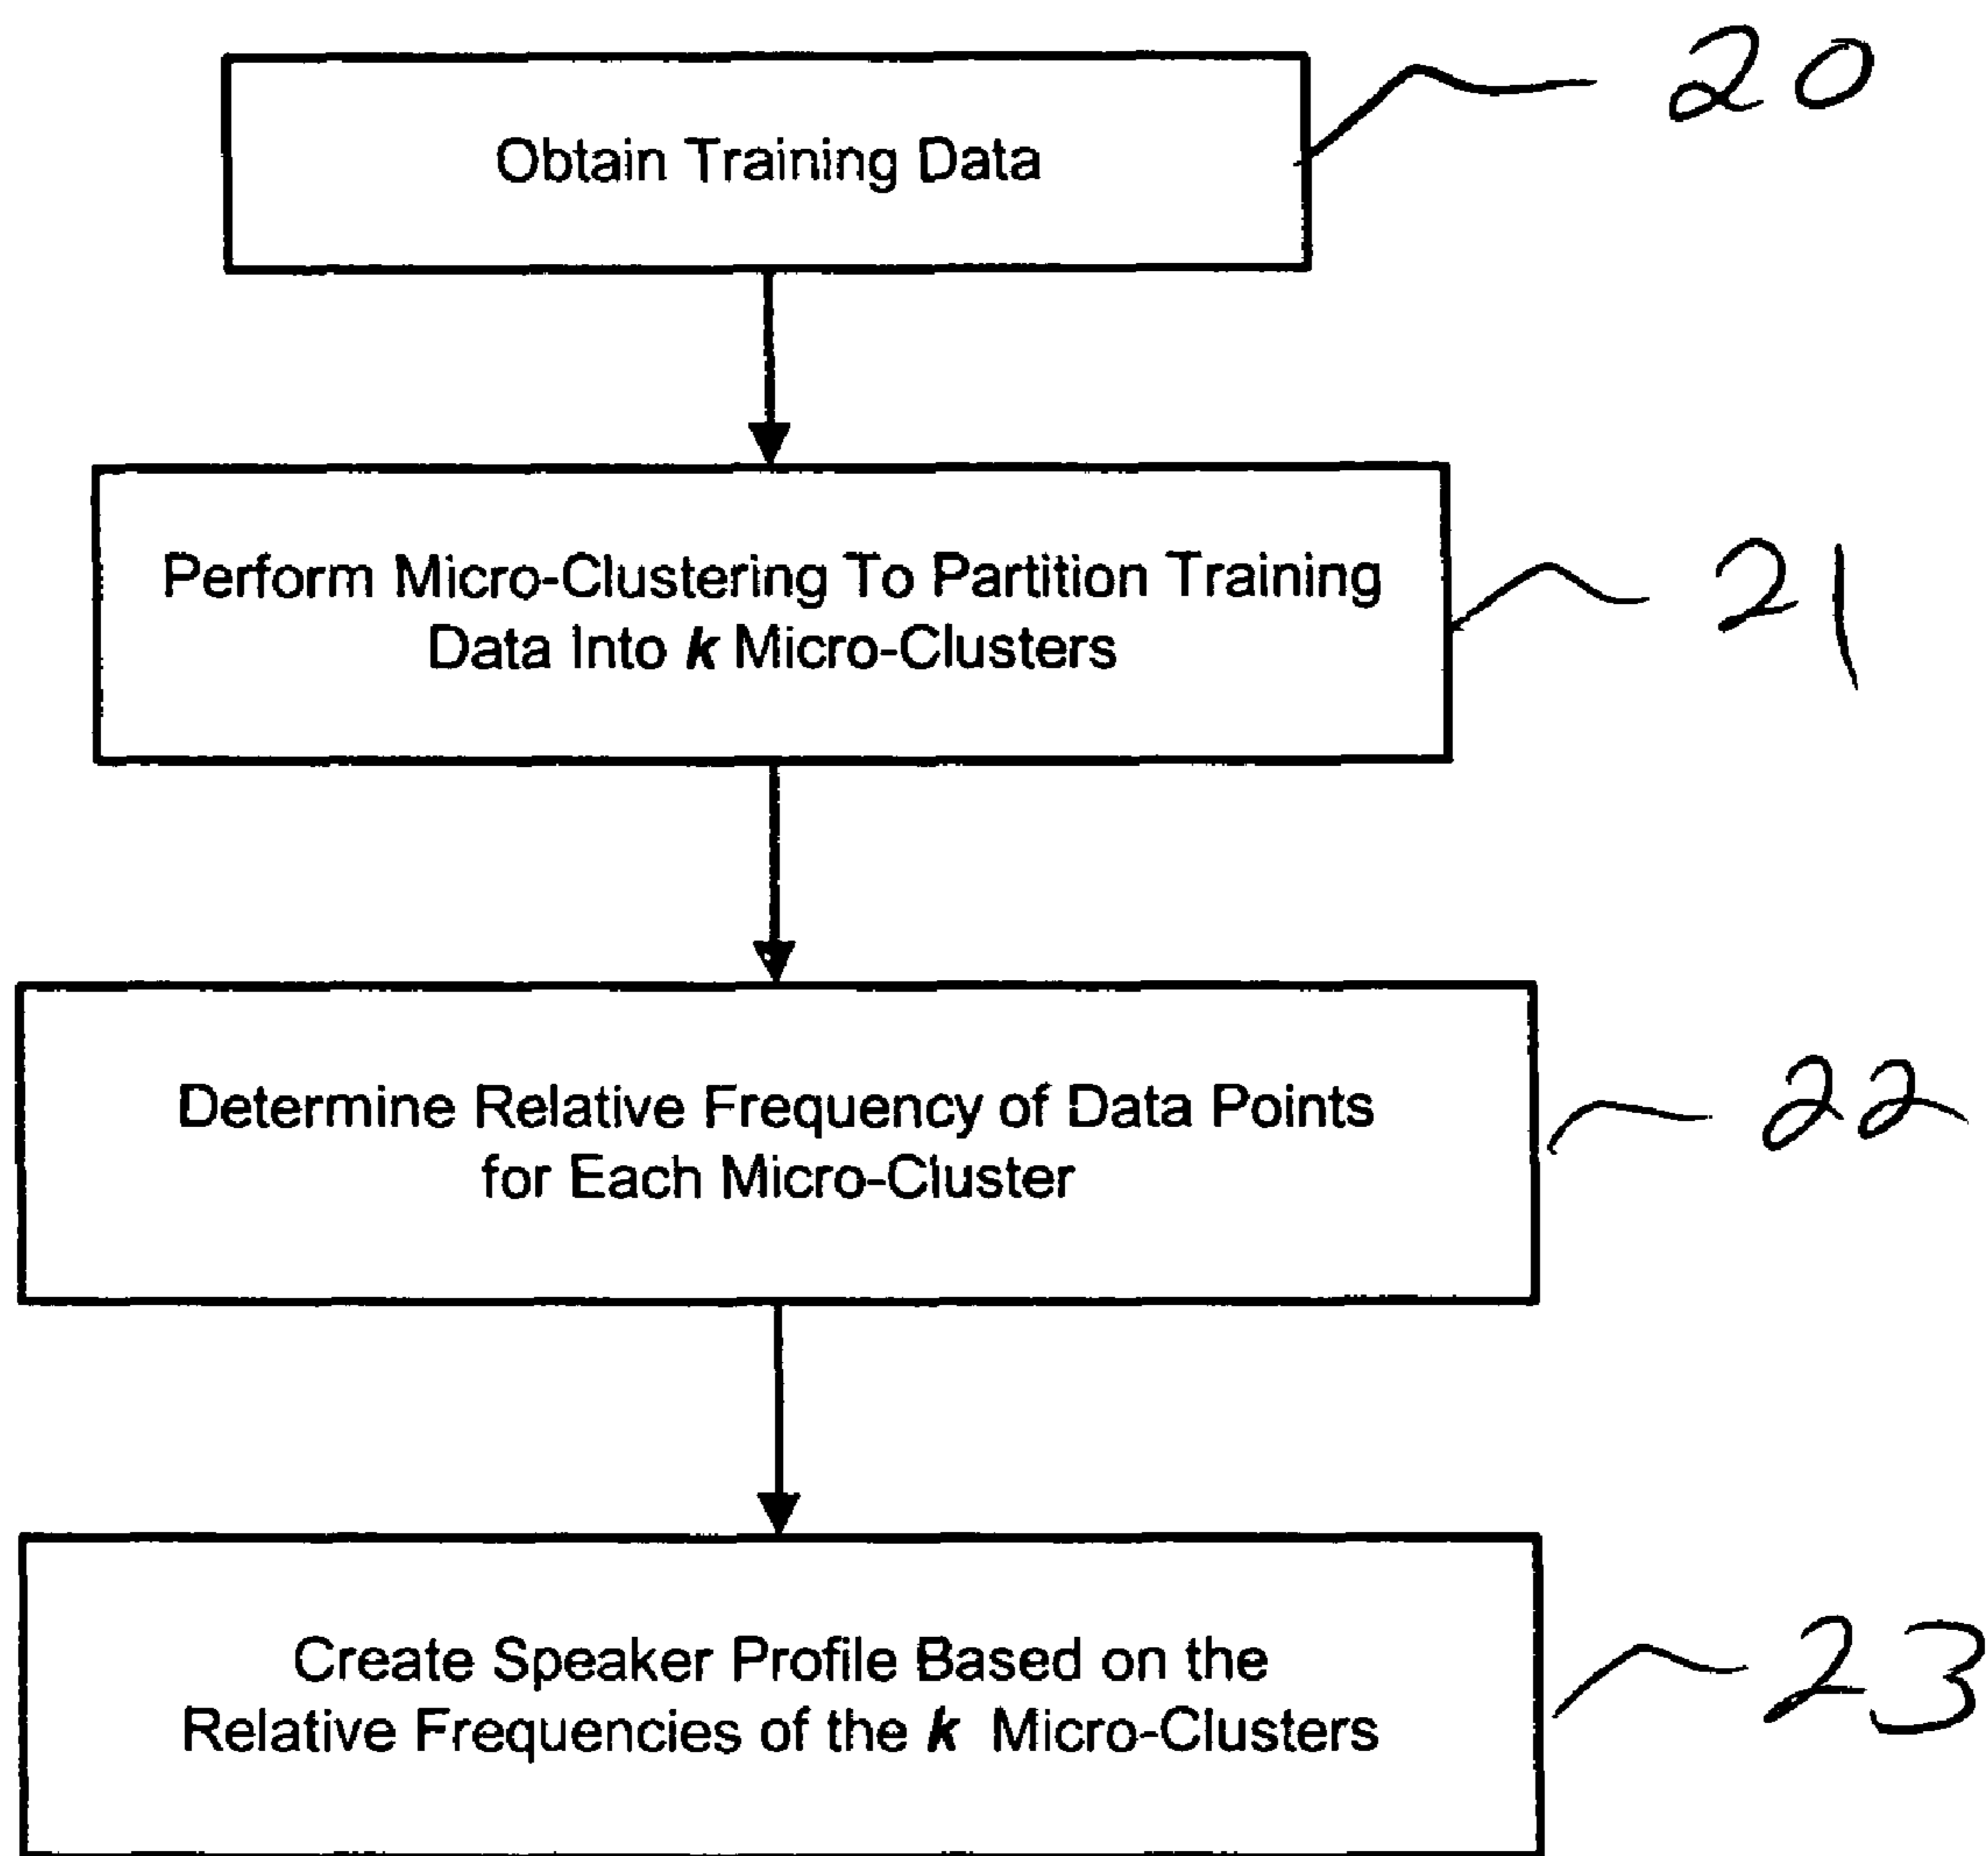 Obtain Training Data
20
Perform Micro-Clustering To Partition Training
Data Into k Micro-Clusters
21
Determine Relative Frequency of Data Points
for Each Micro-Cluster
22
Create Speaker Profile Based on the
Relative Frequencies of the k Micro-Clusters
23